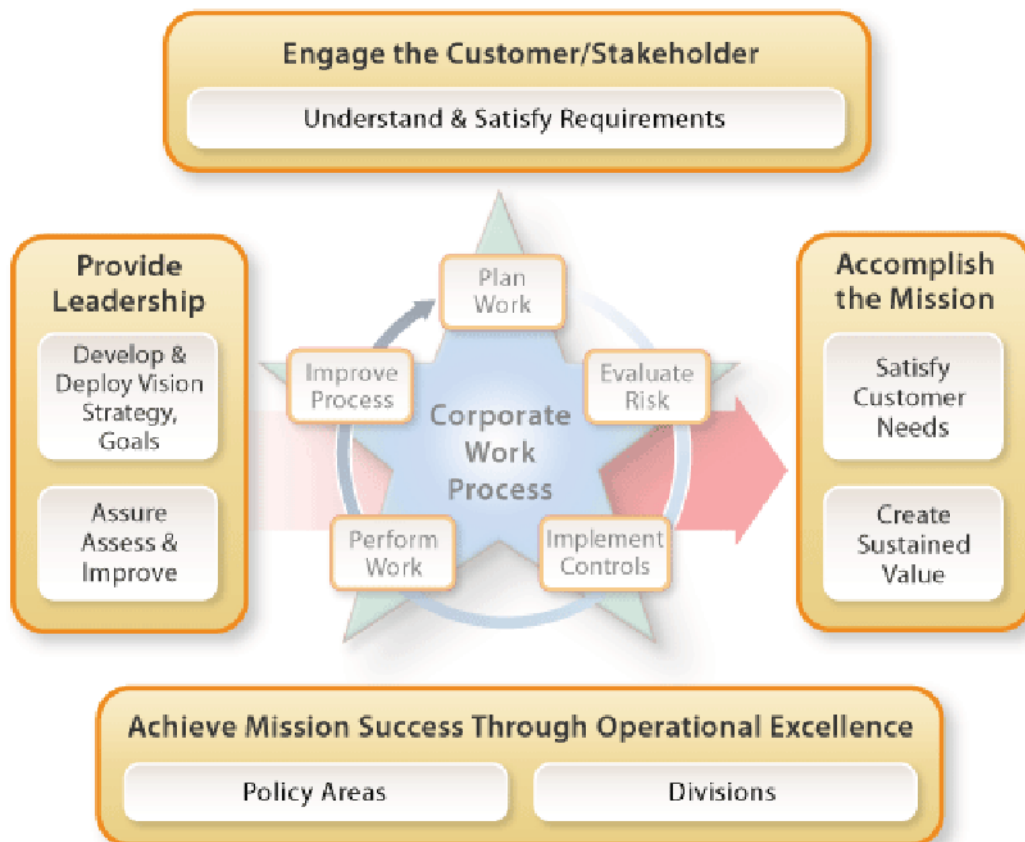 Engage the Customer/Stakeholder
Understand & Satisfy Requirements
Provide
Leadership
Develop &
Deploy Vision
Strategy,
Goals
Assure
Assess &
Improve
Plan
Work
Evaluate
Risk
Implement
Controls
Perform
Work
Improve
Process
Corporate
Work
Process
Accomplish
the Mission
Satisfy
Customer
Needs
Create
Sustained
Value
Achieve Mission Success Through Operational Excellence
Policy Areas
Divisions